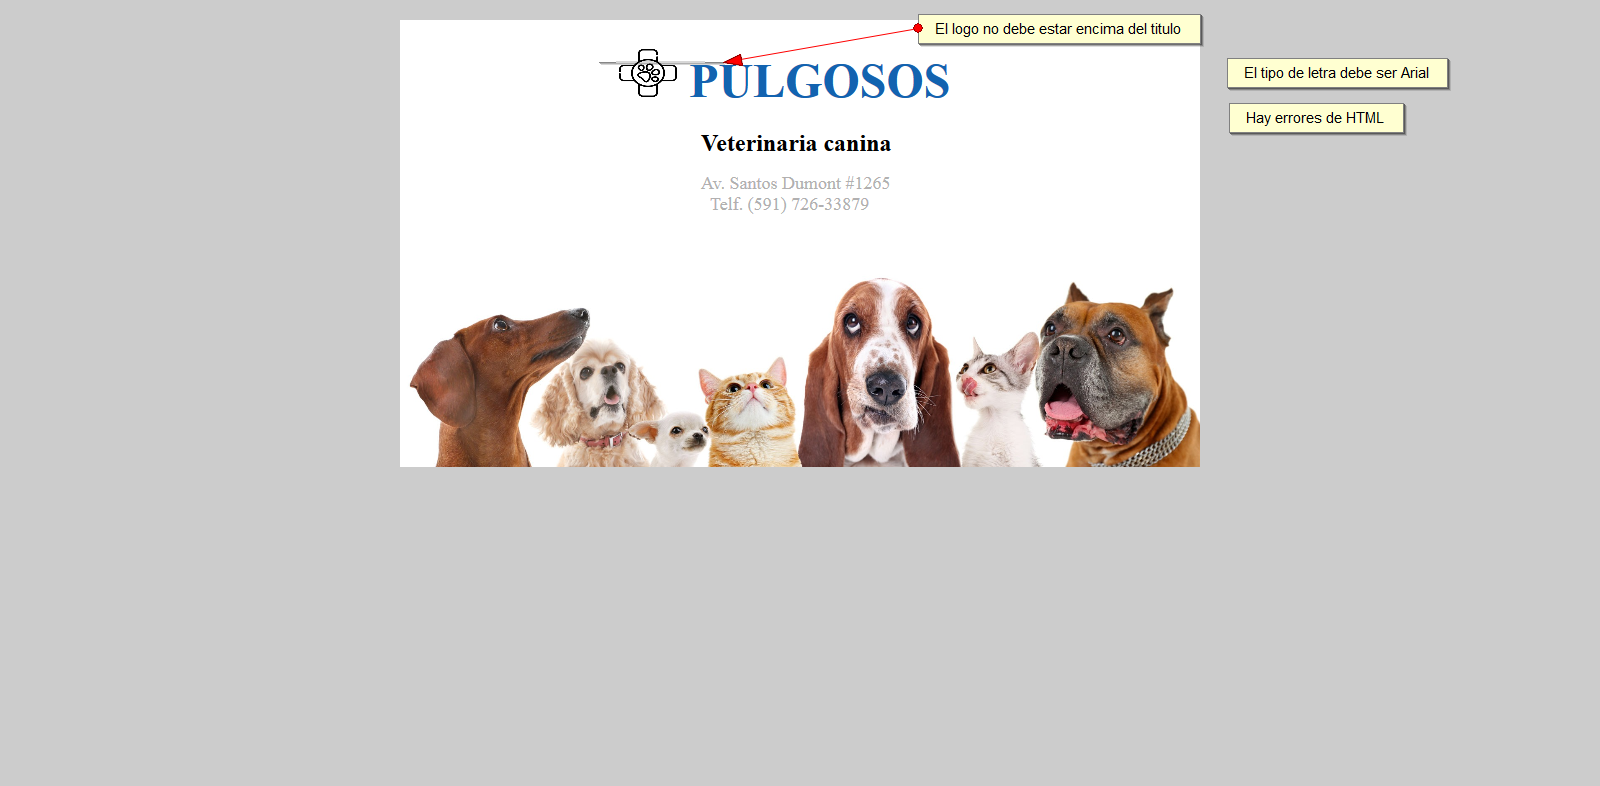 El logo no debe estar encima del titulo
El tipo de letra debe ser Arial
PULGOSOS
Hay errores de HTML
Veterinaria canina
Av. Santos Dumont #1265
Telf. (591) 726-33879